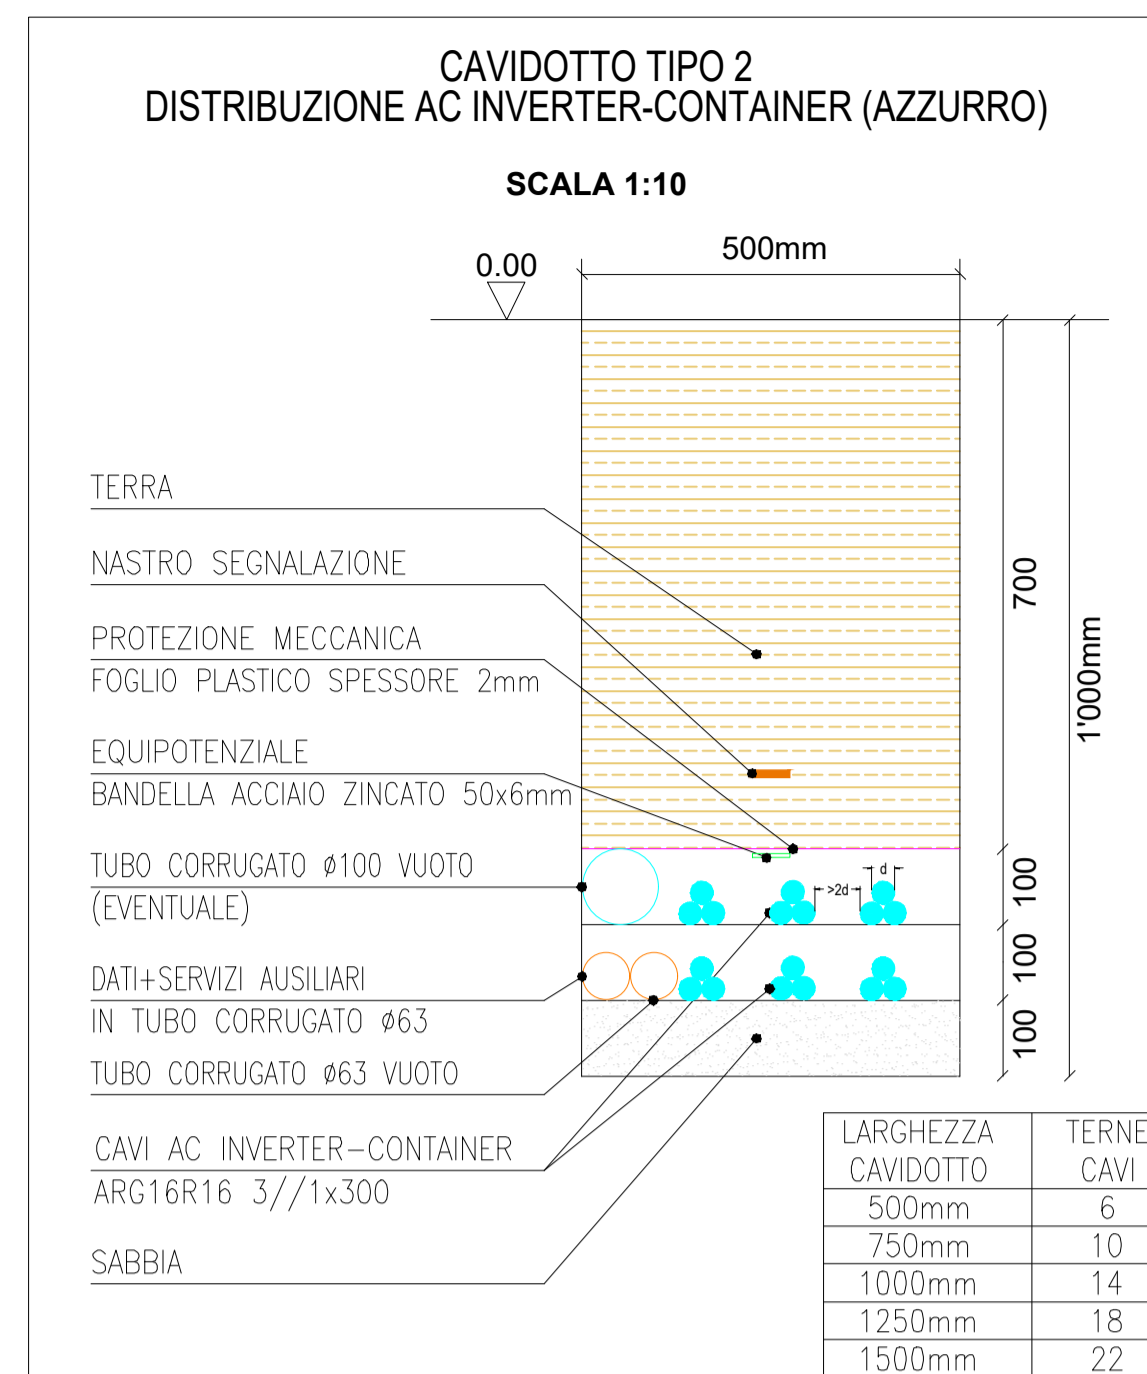 CAVIDOTTO TIPO 2
DISTRIBUZIONE AC INVERTER-CONTAINER (AZZURRO)
SCALA 1:10
0.00
500mm
TERRA
NASTRO SEGNALAZIONE
PROTEZIONE MECCANICA
FOGLIO PLASTICO SPESSORE 2mm
EQUIPOTENZIALE
BANDELLA ACCIAIO ZINCATO 50x6mm
TUBO CORRUGATO ø100 VUOTO
(EVENTUALE)
DATI+SERVIZI AUSILIARI
IN TUBO CORRUGATO ø63
TUBO CORRUGATO ø63 VUOTO
CAVI AC INVERTER-CONTAINER
ARG16R16 3//1x300
SABBIA
d
>2d
700
100
100
100
1'000mm
LARGHEZZA CAVIDOTTO TERNE CAVI
500mm 6
750mm 10
1000mm 14
1250mm 18
1500mm 22